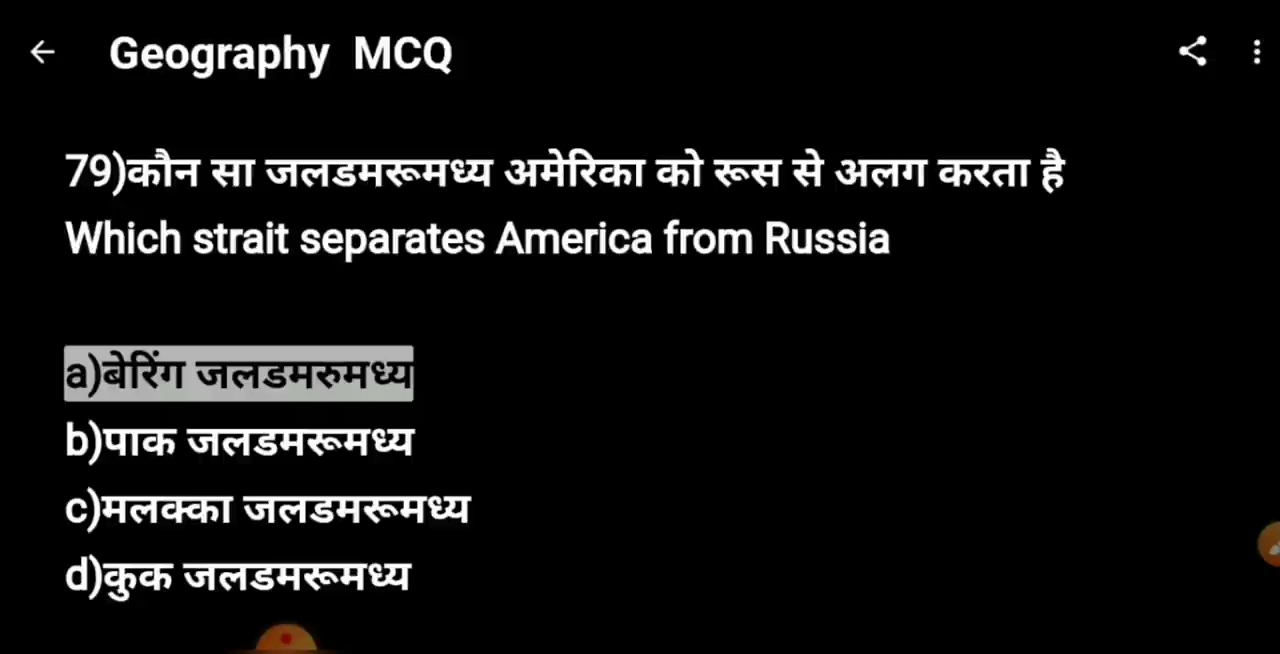 Geography MCQ
79)कौन सा जलडमरूमध्य अमेरिका को रूस से अलग करता है
Which strait separates America from Russia
a)बेरिंग जलडमरुमध्य
b)पाक जलडमरूमध्य
c)मलक्का जलडमरूमध्य
d)कुक जलडमरूमध्य